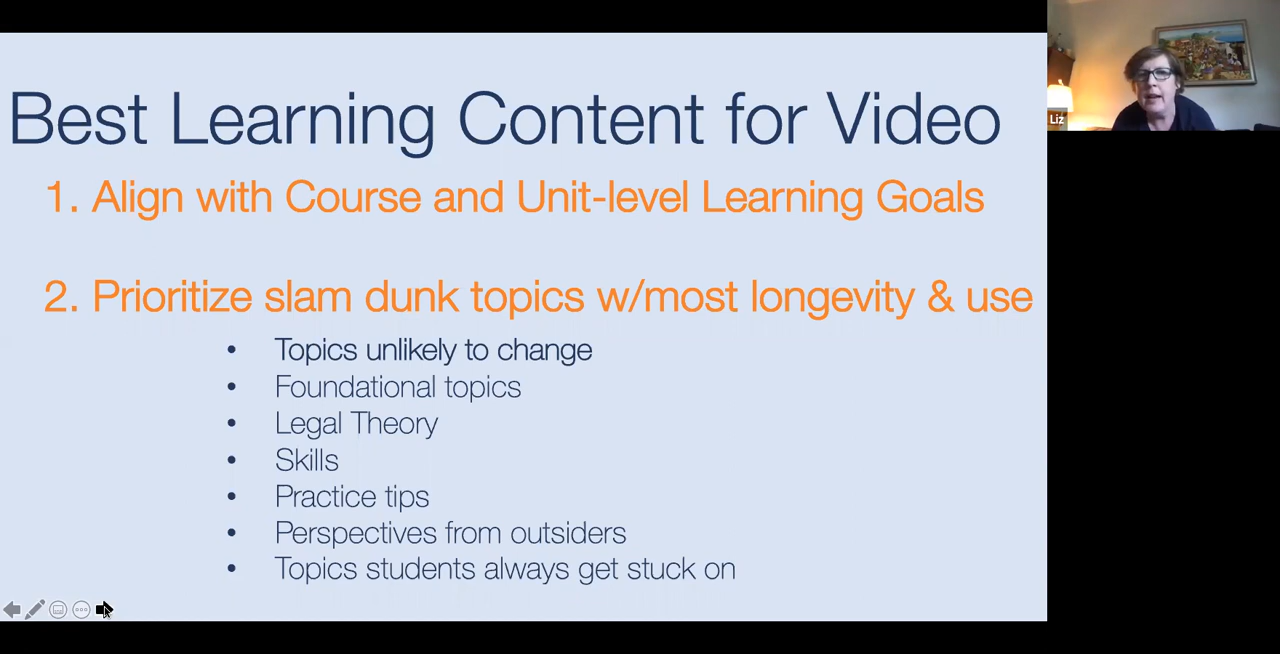 Best Learning Content for Video
1. Align with Course and Unit-level Learning Goals
2. Prioritize slam dunk topics w/most longevity & use
• Topics unlikely to change
• Foundational topics
• Legal Theory
• Skills
• Practice tips
• Perspectives from outsiders
• Topics students always get stuck on
Liz